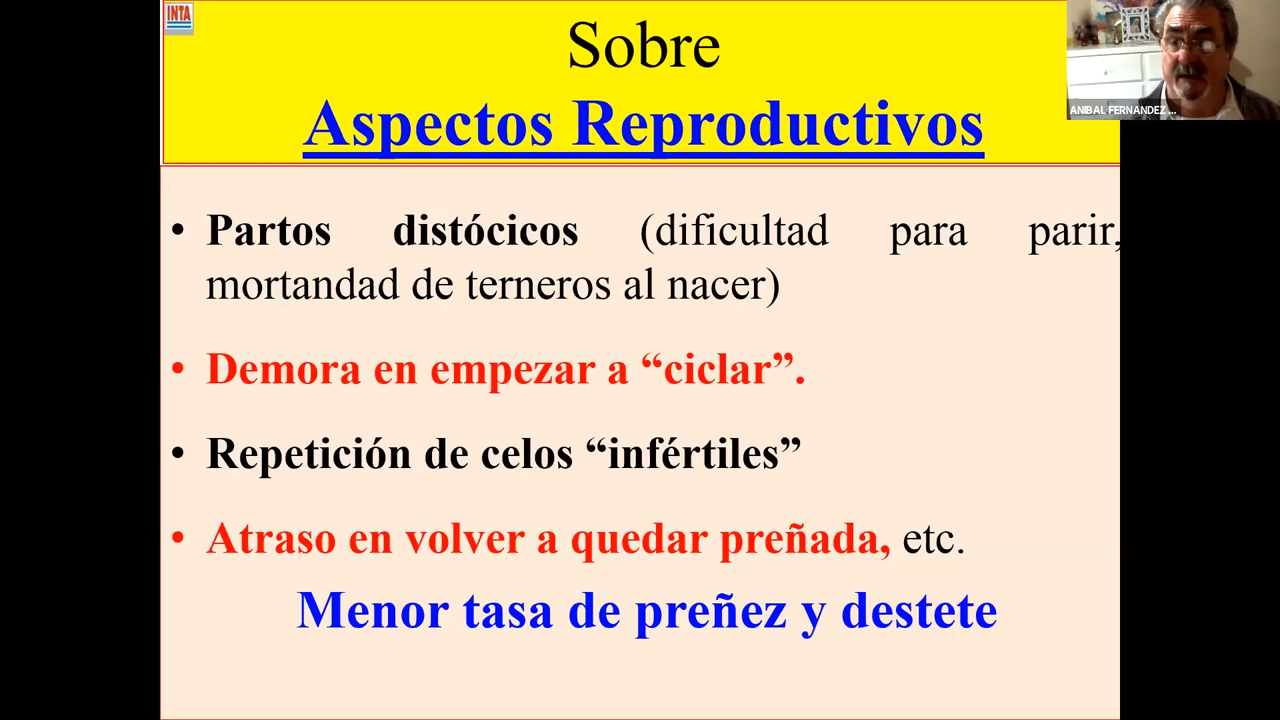 INTA
Sobre
Aspectos Reproductivos
ANIBAL FERNANDEZ ...
• Partos distócicos (dificultad para parir,
mortandad de terneros al nacer)
• Demora en empezar a “ciclar”.
• Repetición de celos “infértiles”
• Atraso en volver a quedar preñada, etc.
Menor tasa de preñez y destete